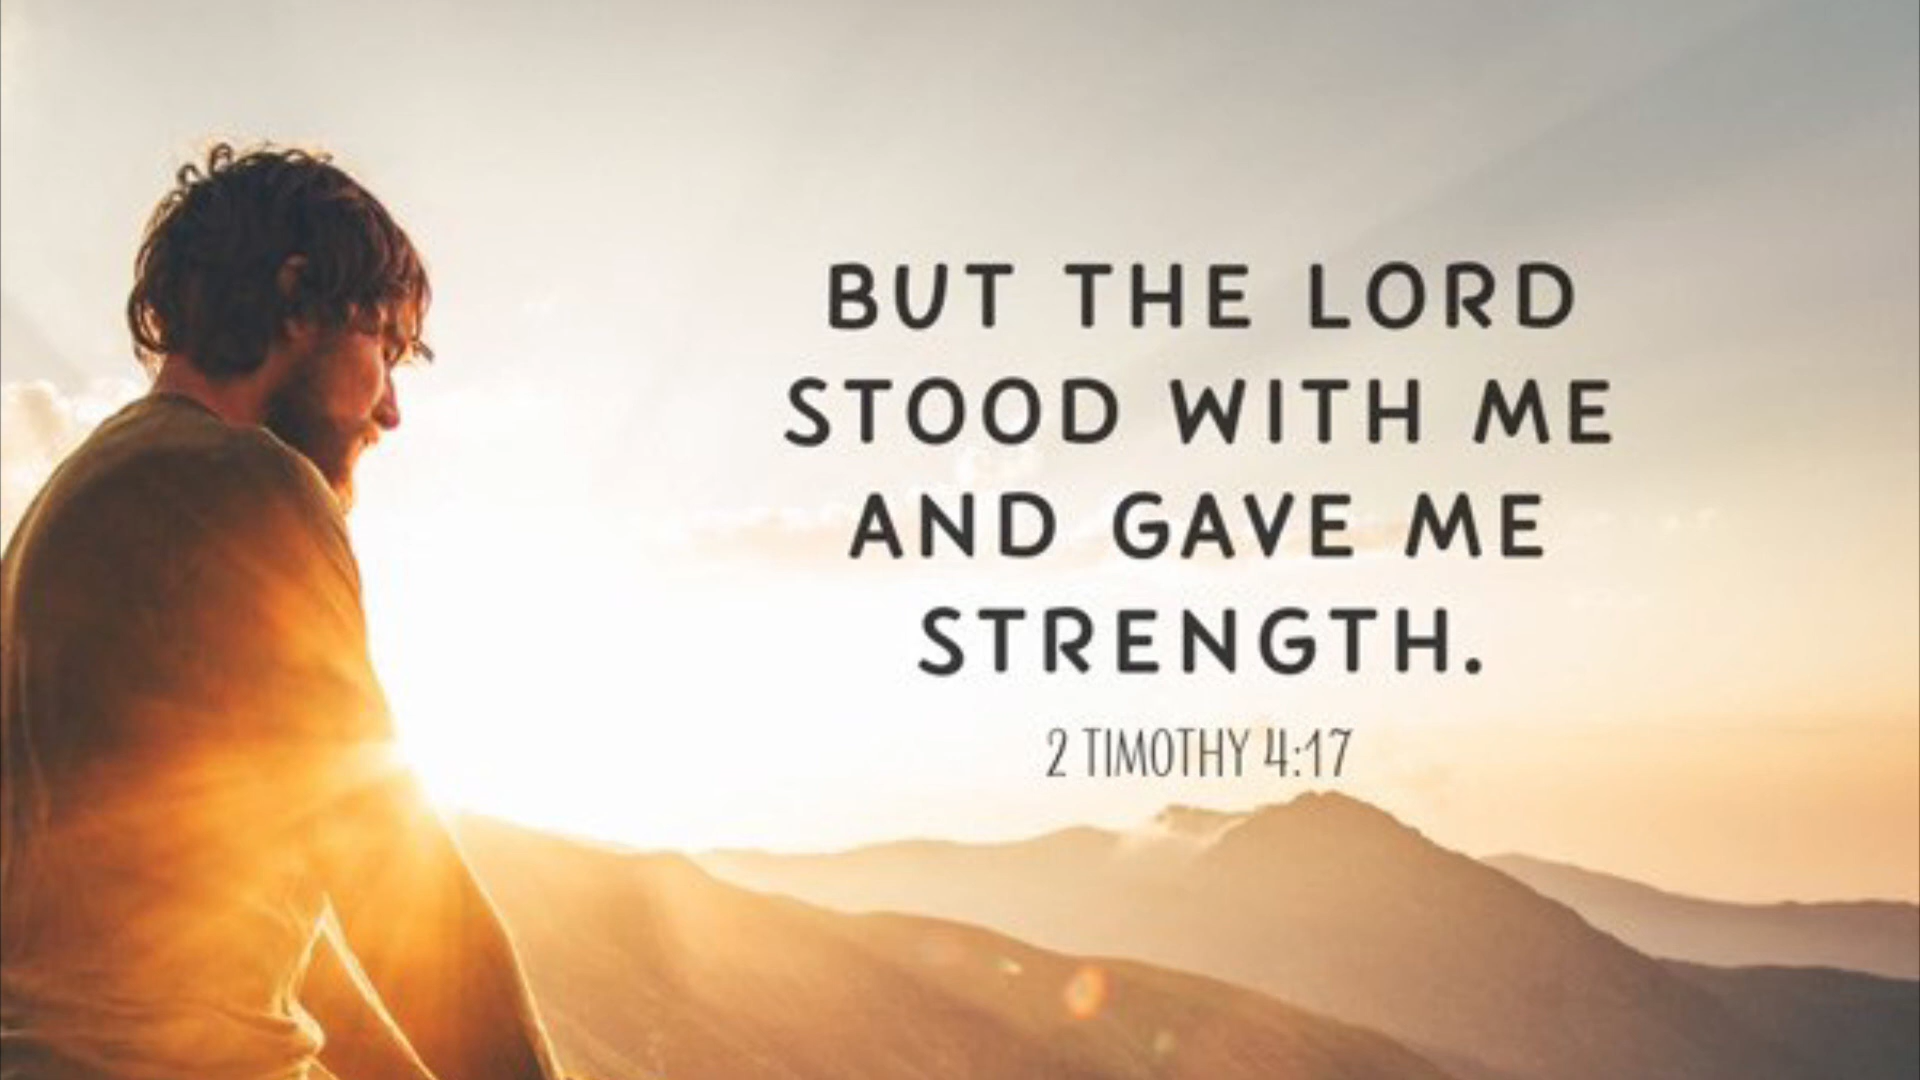 BUT THE LORD
STOOD WITH ME
AND GAVE ME
STRENGTH.
2 TIMOTHY 4:17